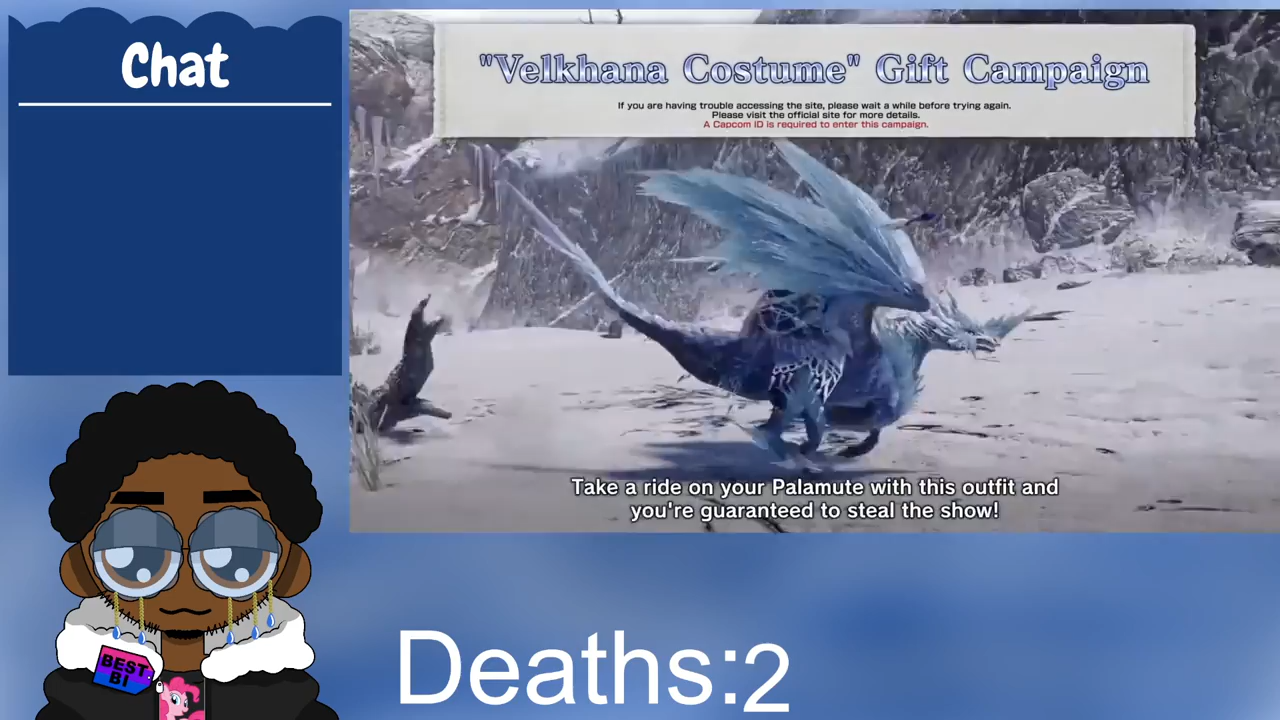 Chat
"Velkhana Costume" Gift Campaign
If you are having trouble accessing the site, please wait a while before trying again.
Please visit the official site for more details.
A Capcom ID is required to enter this campaign.
Take a ride on your Palamute with this outfit and
you're guaranteed to steal the show!
BEST
BI
Deaths:2